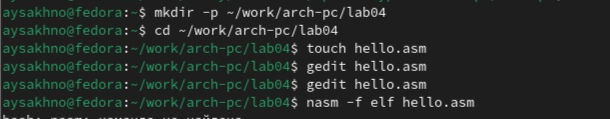 aysakhno@fedora:~$ mkdir -p ~/work/arch-pc/lab04
aysakhno@fedora:~$ cd ~/work/arch-pc/lab04
aysakhno@fedora:~/work/arch-pc/lab04$ touch hello.asm
aysakhno@fedora:~/work/arch-pc/lab04$ gedit hello.asm
aysakhno@fedora:~/work/arch-pc/lab04$ gedit hello.asm
aysakhno@fedora:~/work/arch-pc/lab04$ nasm -f elf hello.asm